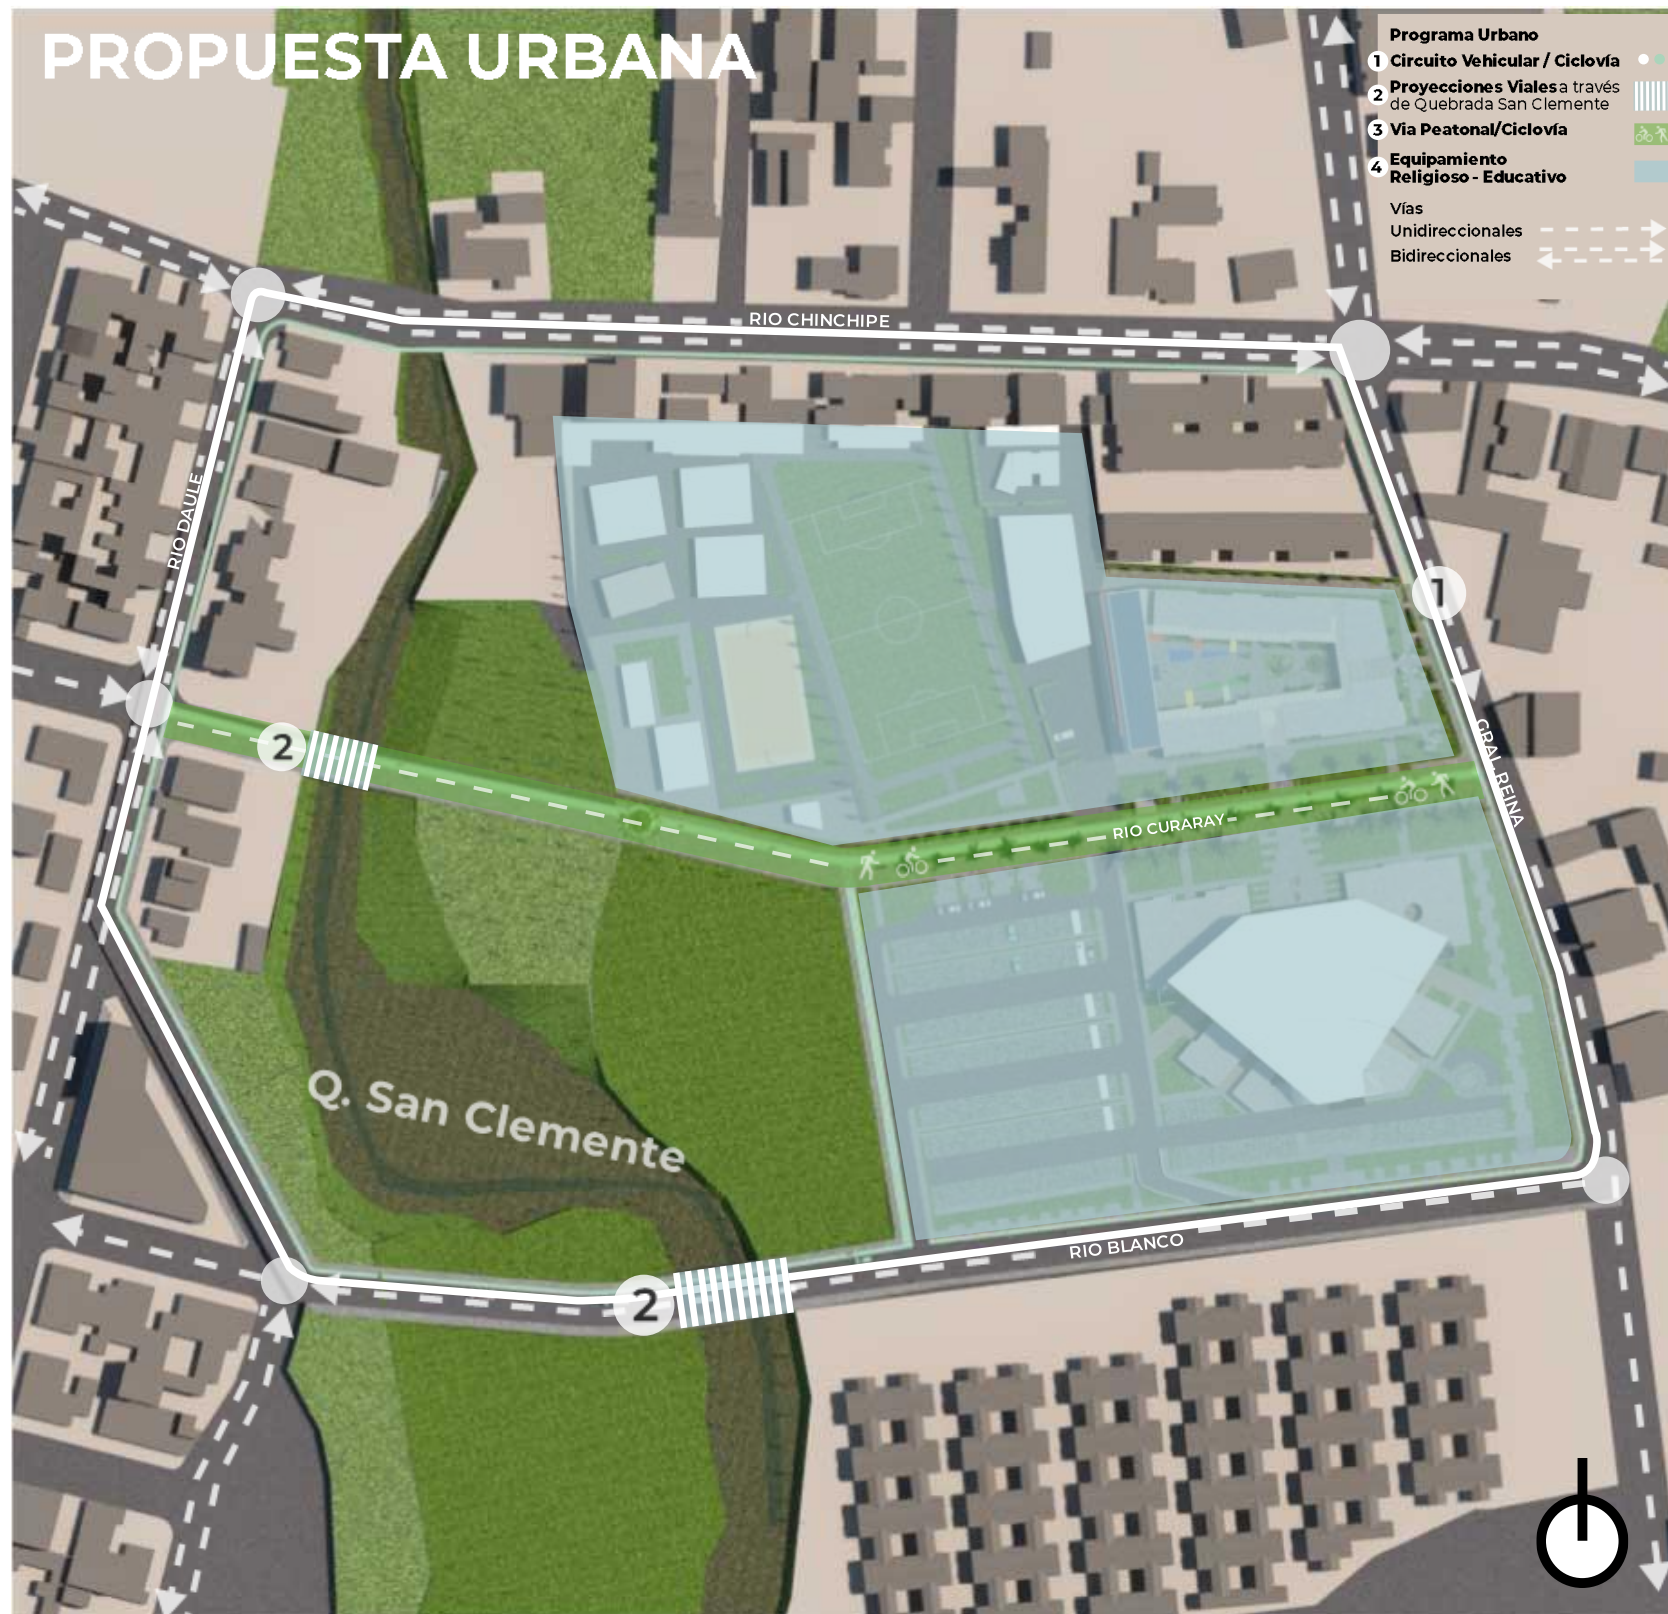 PROPUESTA URBANA
Programa Urbano
1 Circuito Vehicular / Ciclovía
2 Proyecciones Viales a través
de Quebrada San Clemente
3 Via Peatonal/Ciclovía
4 Equipamiento
Religioso - Educativo
Vías
Unidireccionales
Bidireccionales
RIO CHINCHIPE
RIO DAULE
1
2
GRAL REINA
RIO CURARAY
Q. San Clemente
RIO BLANCO
2